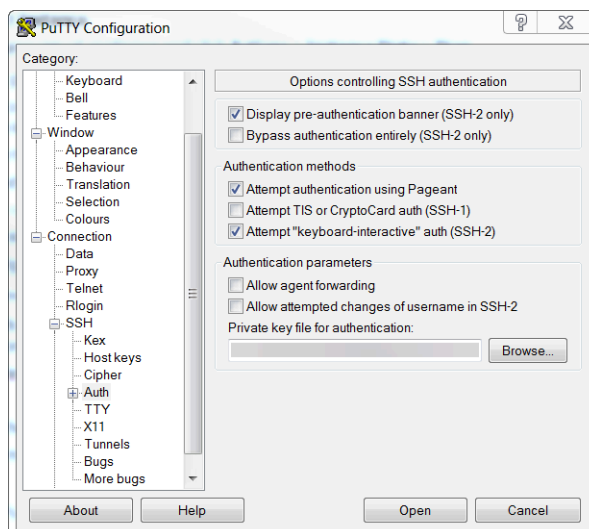 PuTTY Configuration
Category:
Keyboard
Bell
Features
Window
Appearance
Behaviour
Translation
Selection
Colours
Connection
Data
Proxy
Telnet
Rlogin
SSH
Kex
Host keys
Cipher
Auth
TTY
X11
Tunnels
Bugs
More bugs
Options controlling SSH authentication
Display pre-authentication banner (SSH-2 only)
Bypass authentication entirely (SSH-2 only)
Authentication methods
Attempt authentication using Pageant
Attempt TIS or CryptoCard auth (SSH-1)
Attempt "keyboard-interactive" auth (SSH-2)
Authentication parameters
Allow agent forwarding
Allow attempted changes of username in SSH-2
Private key file for authentication:
Browse...
About
Help
Open
Cancel